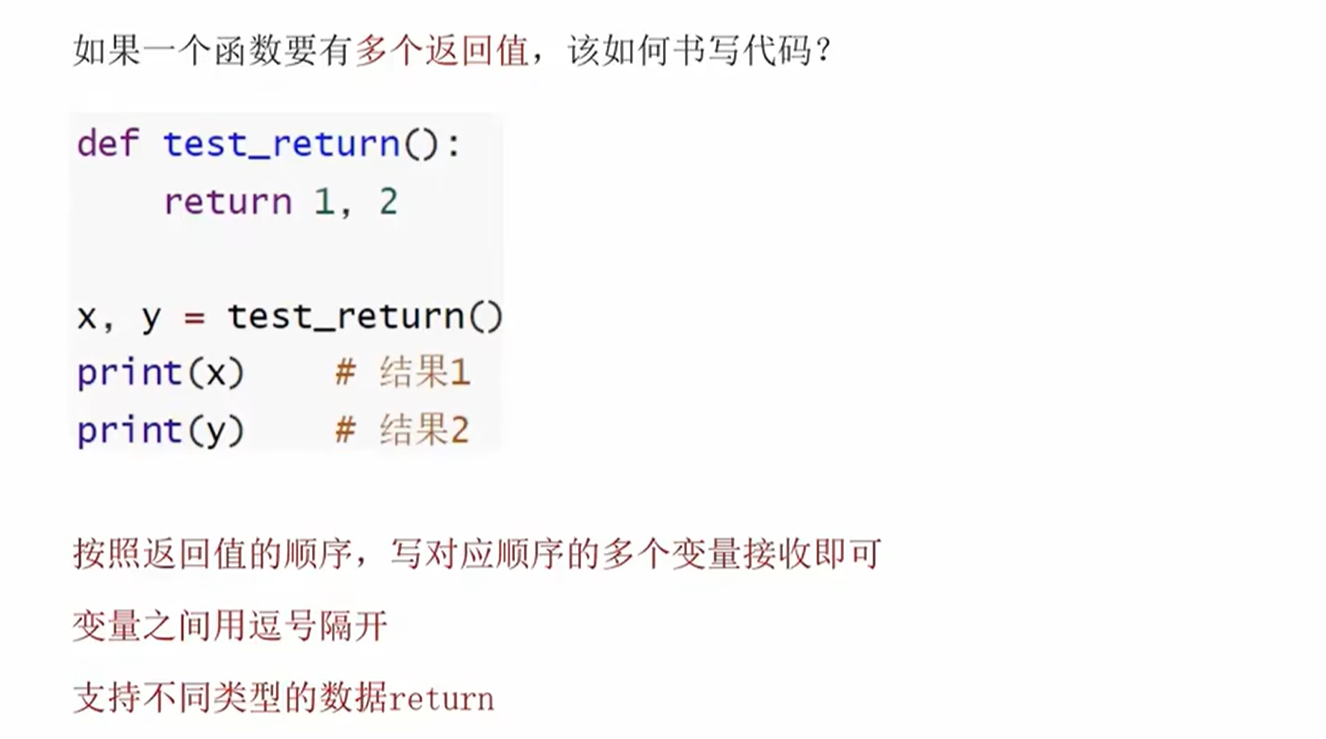 如果一个函数要有多个返回值，该如何书写代码？
def test_return():
    return 1, 2
x, y = test_return()
print(x)    # 结果1
print(y)    # 结果2
按照返回值的顺序，写对应顺序的多个变量接收即可
变量之间用逗号隔开
支持不同类型的数据return